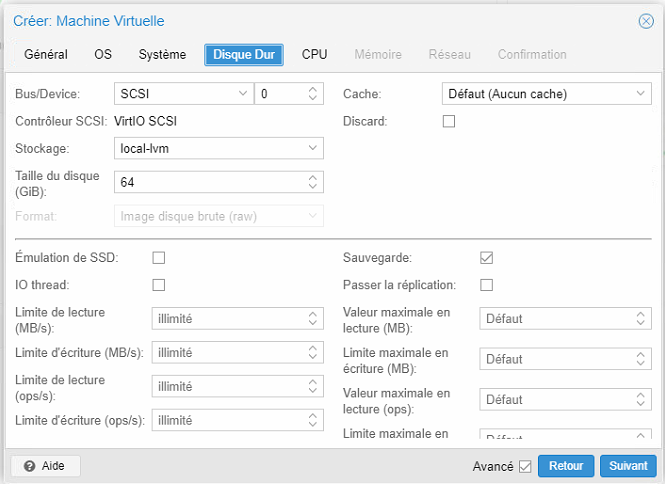 Créer: Machine Virtuelle
Général OS Système Disque Dur CPU Mémoire Réseau Confirmation
Bus/Device: SCSI 0 Cache: Défaut (Aucun cache)
Contrôleur SCSI: VirtIO SCSI Discard:
Stockage: local-lvm
Taille du disque
(GiB): 64
Format: Image disque brute (raw)
Émulation de SSD: Sauvegarde:
IO thread: Passer la réplication:
Limite de lecture
(MB/s): illimité
Valeur maximale en
lecture (MB): Défaut
Limite d'écriture (MB/s): illimité
Limite maximale en
écriture (MB): Défaut
Limite de lecture
(ops/s): illimité
Valeur maximale en
lecture (ops): Défaut
Limite d'écriture (ops/s): illimité
Limite maximale en
Défaut
Aide Avancé Retour Suivant